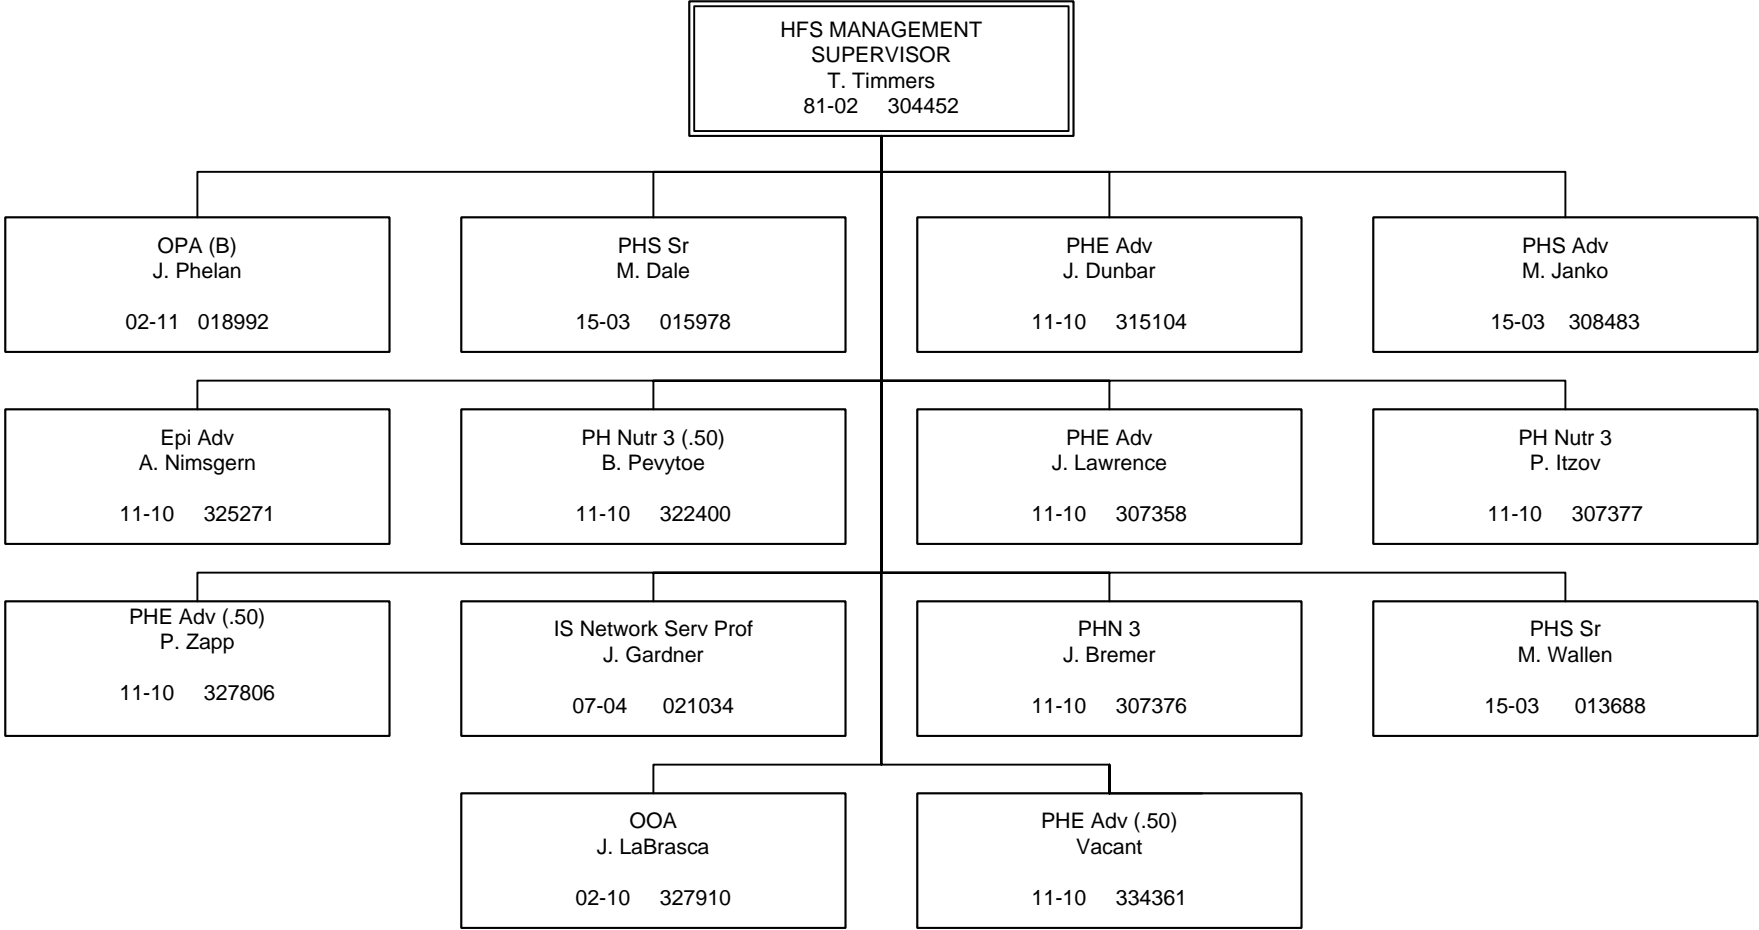 HFS MANAGEMENT
SUPERVISOR
T. Timmers
81-02 304452
OPA (B)
J. Phelan
02-11 018992
PHS Sr
M. Dale
15-03 015978
PHE Adv
J. Dunbar
11-10 315104
PHS Adv
M. Janko
15-03 308483
Epi Adv
A. Nimsgern
11-10 325271
PH Nutr 3 (.50)
B. Pevytoe
11-10 322400
PHE Adv
J. Lawrence
11-10 307358
PH Nutr 3
P. Itzov
11-10 307377
PHE Adv (.50)
P. Zapp
11-10 327806
IS Network Serv Prof
J. Gardner
07-04 021034
PHN 3
J. Bremer
11-10 307376
PHS Sr
M. Wallen
15-03 013688
OOA
J. LaBrasca
02-10 327910
PHE Adv (.50)
Vacant
11-10 334361